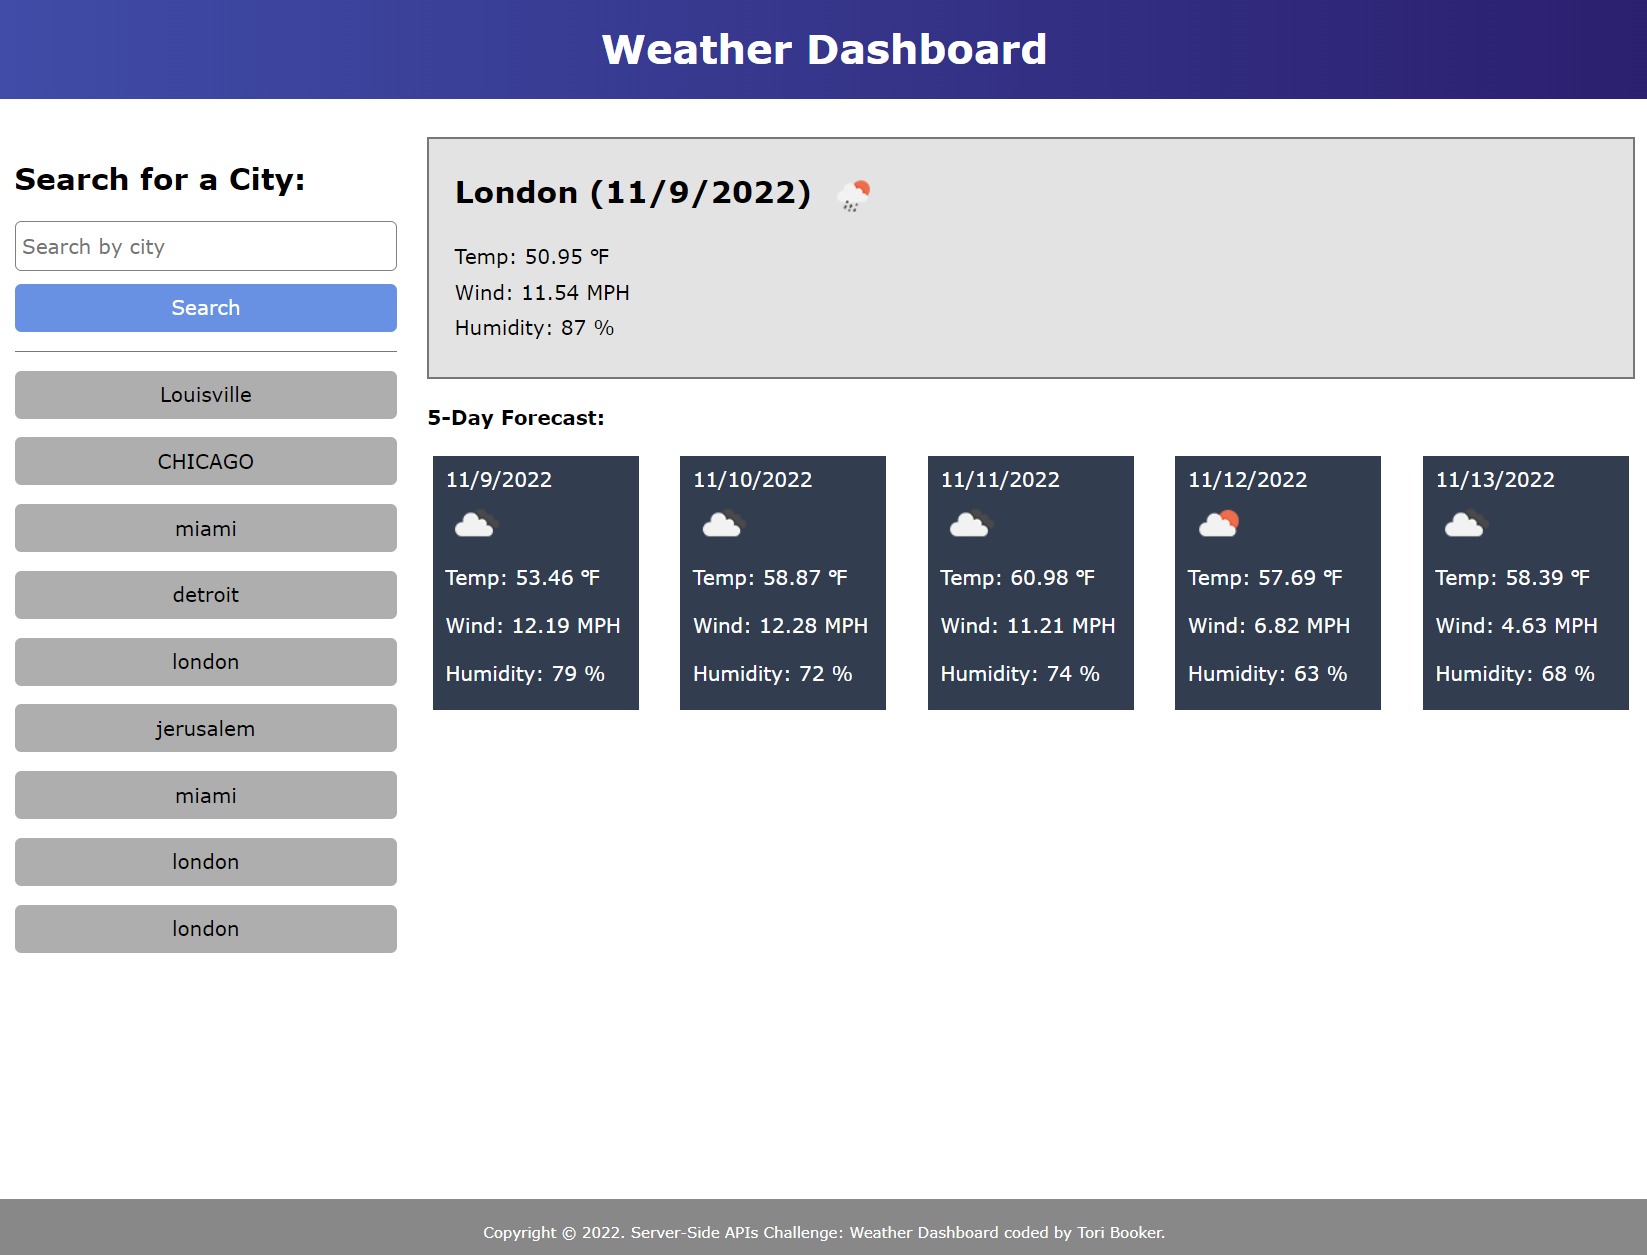 Weather Dashboard
Search for a City:
Search by city
Search
Louisville
CHICAGO
miami
detroit
london
jerusalem
miami
london
london
London (11/9/2022)
Temp: 50.95 °F
Wind: 11.54 MPH
Humidity: 87 %
5-Day Forecast:
11/9/2022
Temp: 53.46 °F
Wind: 12.19 MPH
Humidity: 79 %
11/10/2022
Temp: 58.87 °F
Wind: 12.28 MPH
Humidity: 72 %
11/11/2022
Temp: 60.98 °F
Wind: 11.21 MPH
Humidity: 74 %
11/12/2022
Temp: 57.69 °F
Wind: 6.82 MPH
Humidity: 63 %
11/13/2022
Temp: 58.39 °F
Wind: 4.63 MPH
Humidity: 68 %
Copyright © 2022. Server-Side APIs Challenge: Weather Dashboard coded by Tori Booker.